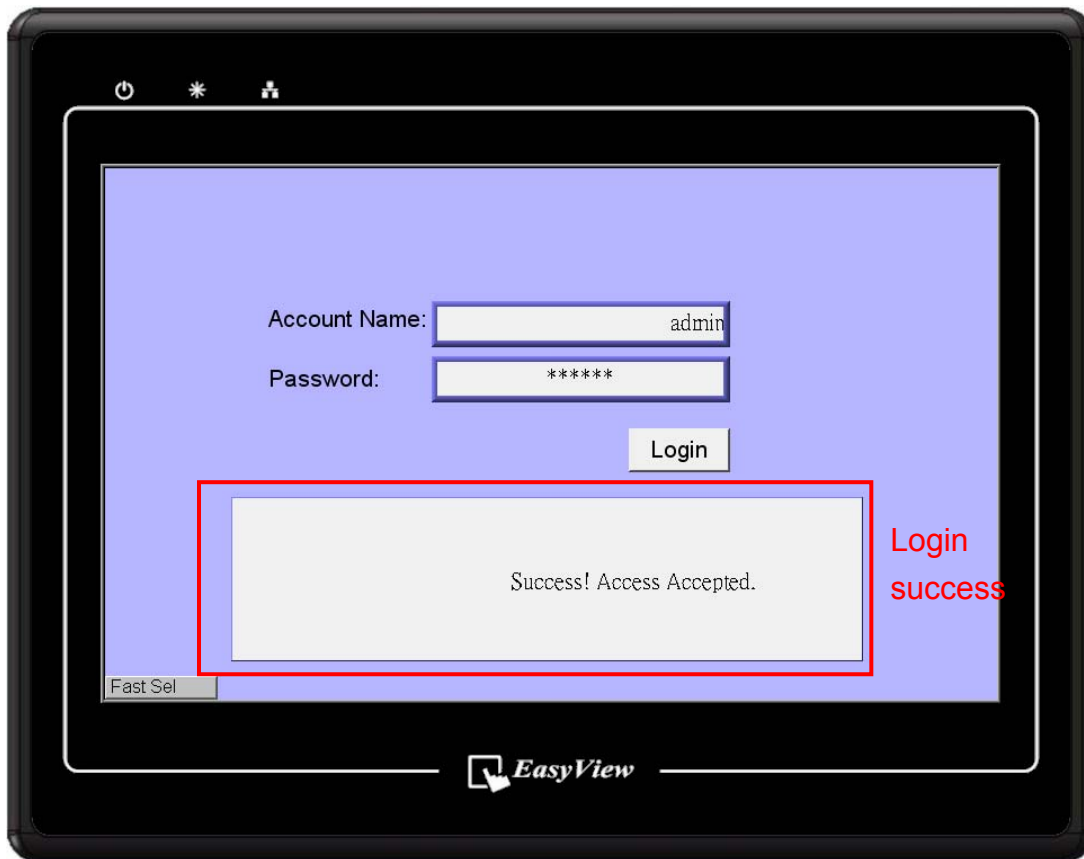 Account Name:
admin
Password:
******
Login
Success! Access Accepted.
Login
success
Fast Sel
EasyView